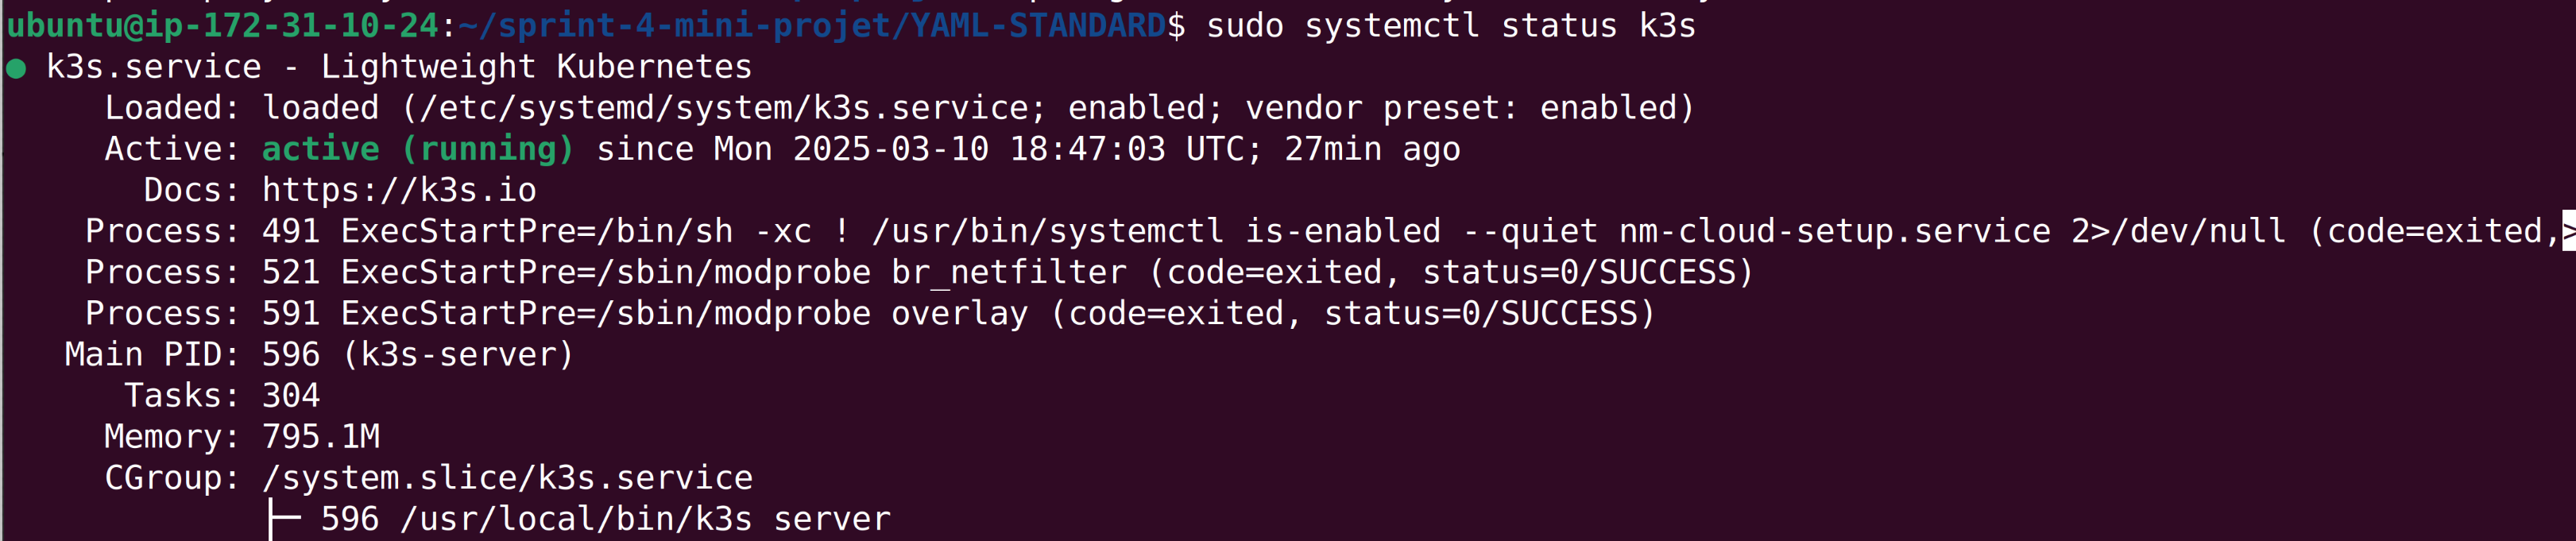 ubuntu@ip-172-31-10-24:~/sprint-4-mini-projet/YAML-STANDARD$ sudo systemctl status k3s
● k3s.service - Lightweight Kubernetes
Loaded: loaded (/etc/systemd/system/k3s.service; enabled; vendor preset: enabled)
Active: active (running) since Mon 2025-03-10 18:47:03 UTC; 27min ago
Docs: https://k3s.io
Process: 491 ExecStartPre=/bin/sh -xc ! /usr/bin/systemctl is-enabled --quiet nm-cloud-setup.service 2>/dev/null (code=exited,>
Process: 521 ExecStartPre=/sbin/modprobe br_netfilter (code=exited, status=0/SUCCESS)
Process: 591 ExecStartPre=/sbin/modprobe overlay (code=exited, status=0/SUCCESS)
Main PID: 596 (k3s-server)
Tasks: 304
Memory: 795.1M
CGroup: /system.slice/k3s.service
├─ 596 /usr/local/bin/k3s server